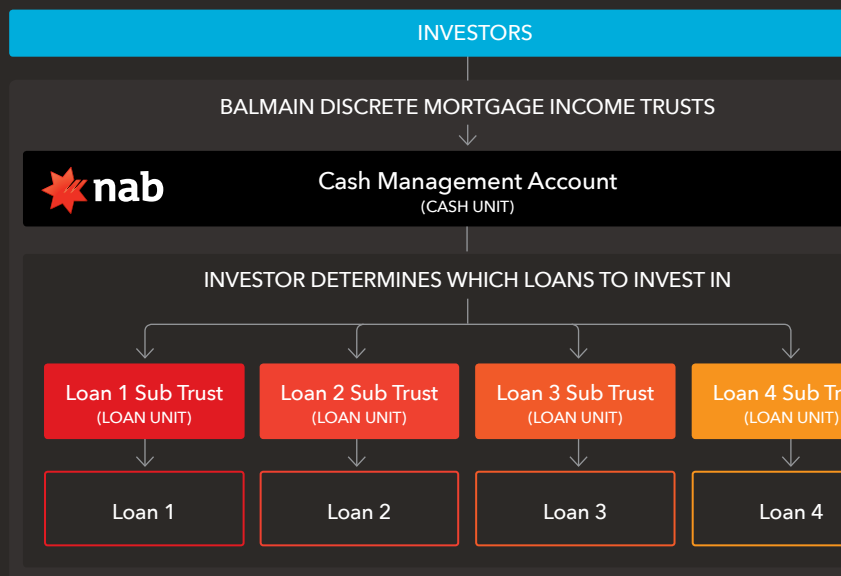 INVESTORS
BALMAIN DISCRETE MORTGAGE INCOME TRUSTS
nab
Cash Management Account
(CASH UNIT)
INVESTOR DETERMINES WHICH LOANS TO INVEST IN
Loan 1 Sub Trust
(LOAN UNIT)
Loan 2 Sub Trust
(LOAN UNIT)
Loan 3 Sub Trust
(LOAN UNIT)
Loan 4 Sub Tr
(LOAN UNIT)
Loan 1
Loan 2
Loan 3
Loan 4